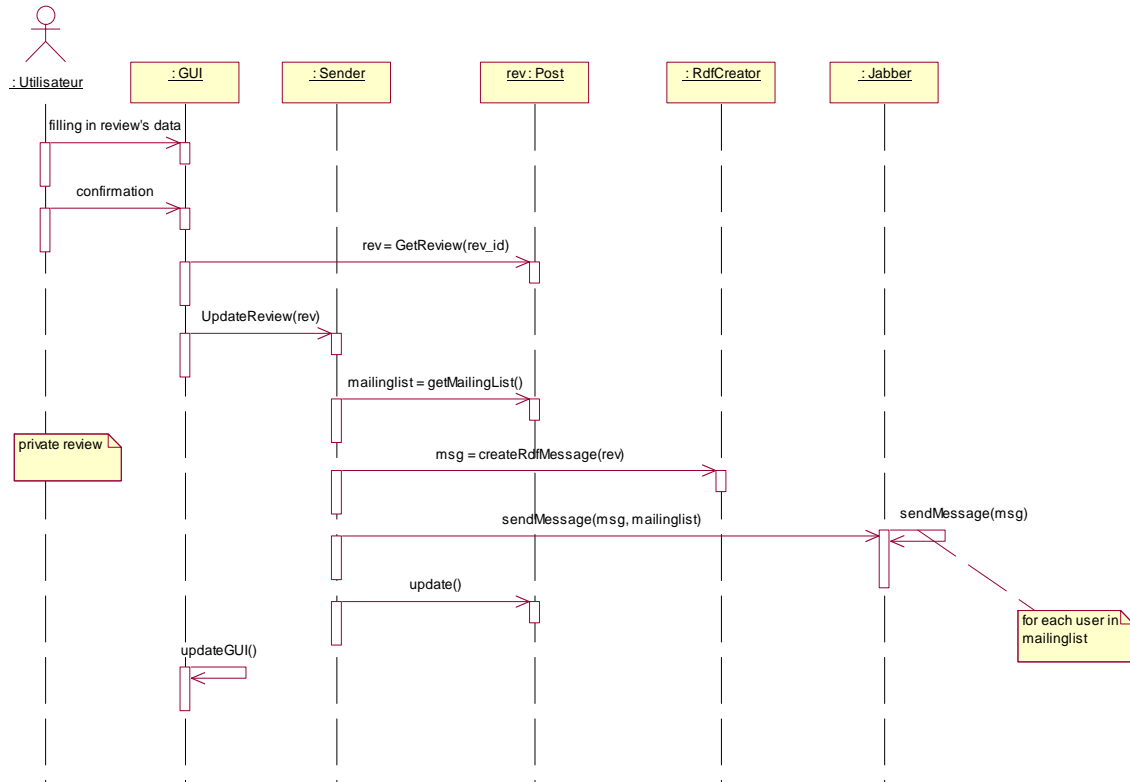 : Utilisateur
: GUI
: Sender
rev : Post
: RdfCreator
: Jabber
filling in review's data
confirmation
rev = GetReview(rev_id)
UpdateReview(rev)
mailinglist = getMailingList()
private review
msg = createRdfMessage(rev)
sendMessage(msg, mailinglist)
sendMessage(msg)
update()
for each user in
mailinglist
updateGUI()